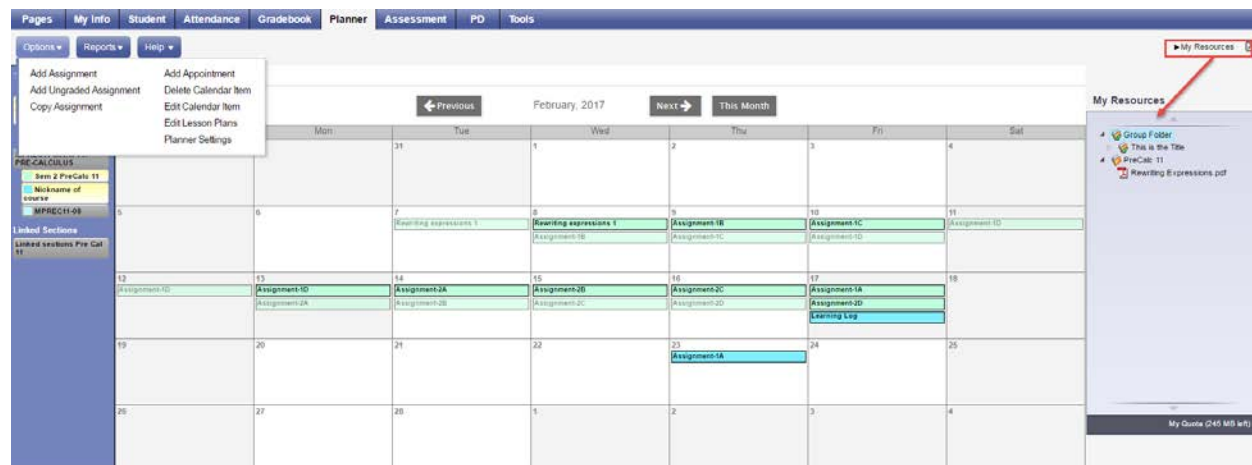 Pages My Info Student Attendance Gradebook Planner Assessment PD Tools
Options Reports Help
My Resources
Add Assignment Add Appointment
Add Ungraded Assignment Delete Calendar Item
Copy Assignment Edit Calendar Item
Edit Lesson Plans
Planner Settings
Previous February, 2017 Next This Month
My Resources
Mon Tue Wed Thu Fri Sat
Group Folder
This is the Title
PreCalc 11
Rewriting Expressions.pdf
PRE-CALCULUS
Sem 2 PreCalc 11
Nickname of
course
MPREC11-08
Linked Sections
Linked sections Pre Cal
11
31 1 2 3 4
5 6 7 8 9 10 11
Rewriting expressions 1 Rewriting expressions 1 Assignment-1B Assignment-1C Assignment-1D
Assignment-1B Assignment-1C Assignment-1D
12 13 14 15 16 17 18
Assignment-1D Assignment-1D Assignment-2A Assignment-2B Assignment-2C Assignment-1A
Assignment-2A Assignment-2B Assignment-2C Assignment-2D Assignment-2D
Learning Log
19 20 21 22 23 24 25
Assignment-1A
26 27 28 1 2 3 4
My Quota (245 MB left)